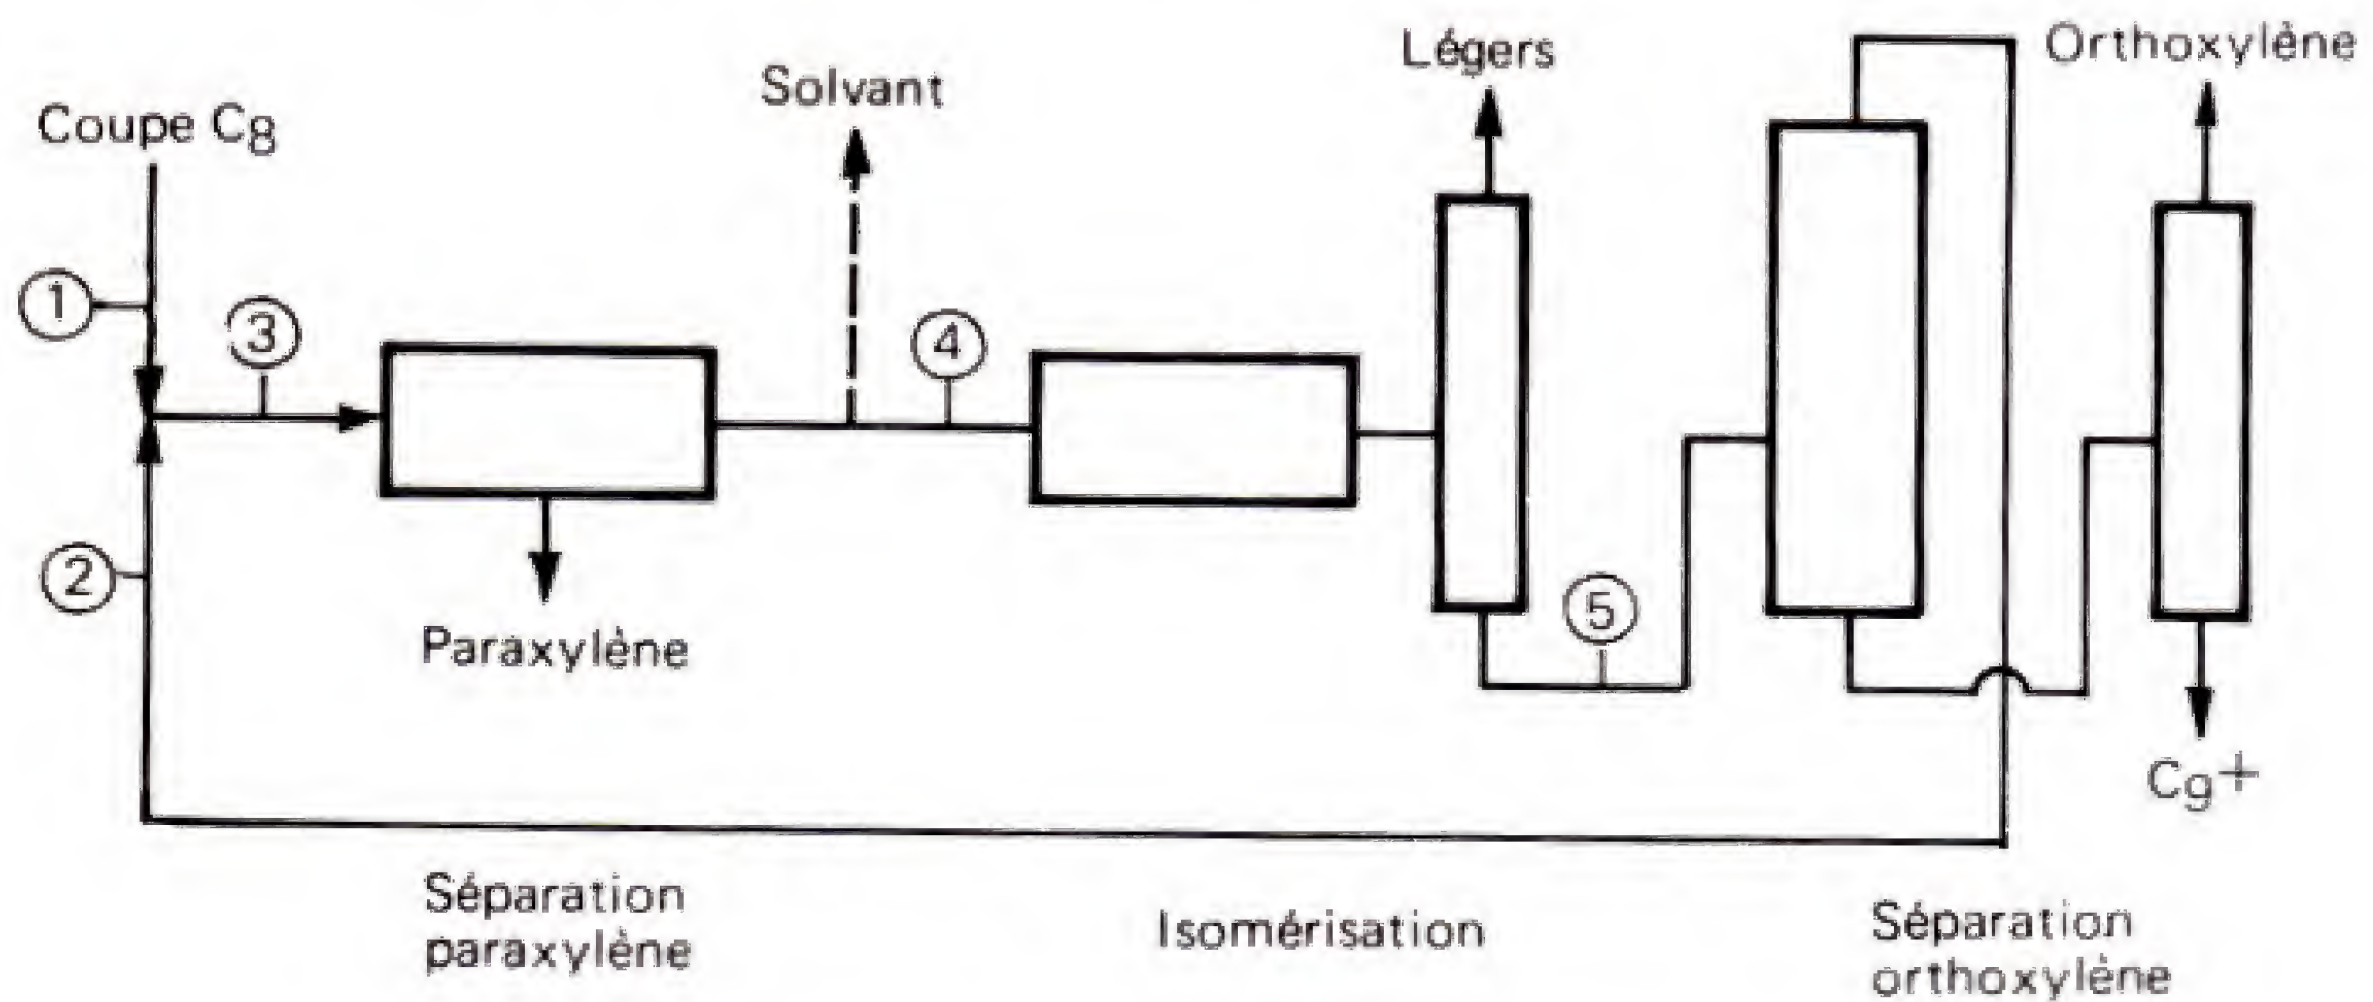 Coupe C8
Solvant
Légers
Orthoxylène
1
3
4
2
5
Paraxylène
C9+
Séparation
paraxylène
Isomérisation
Séparation
orthoxylène